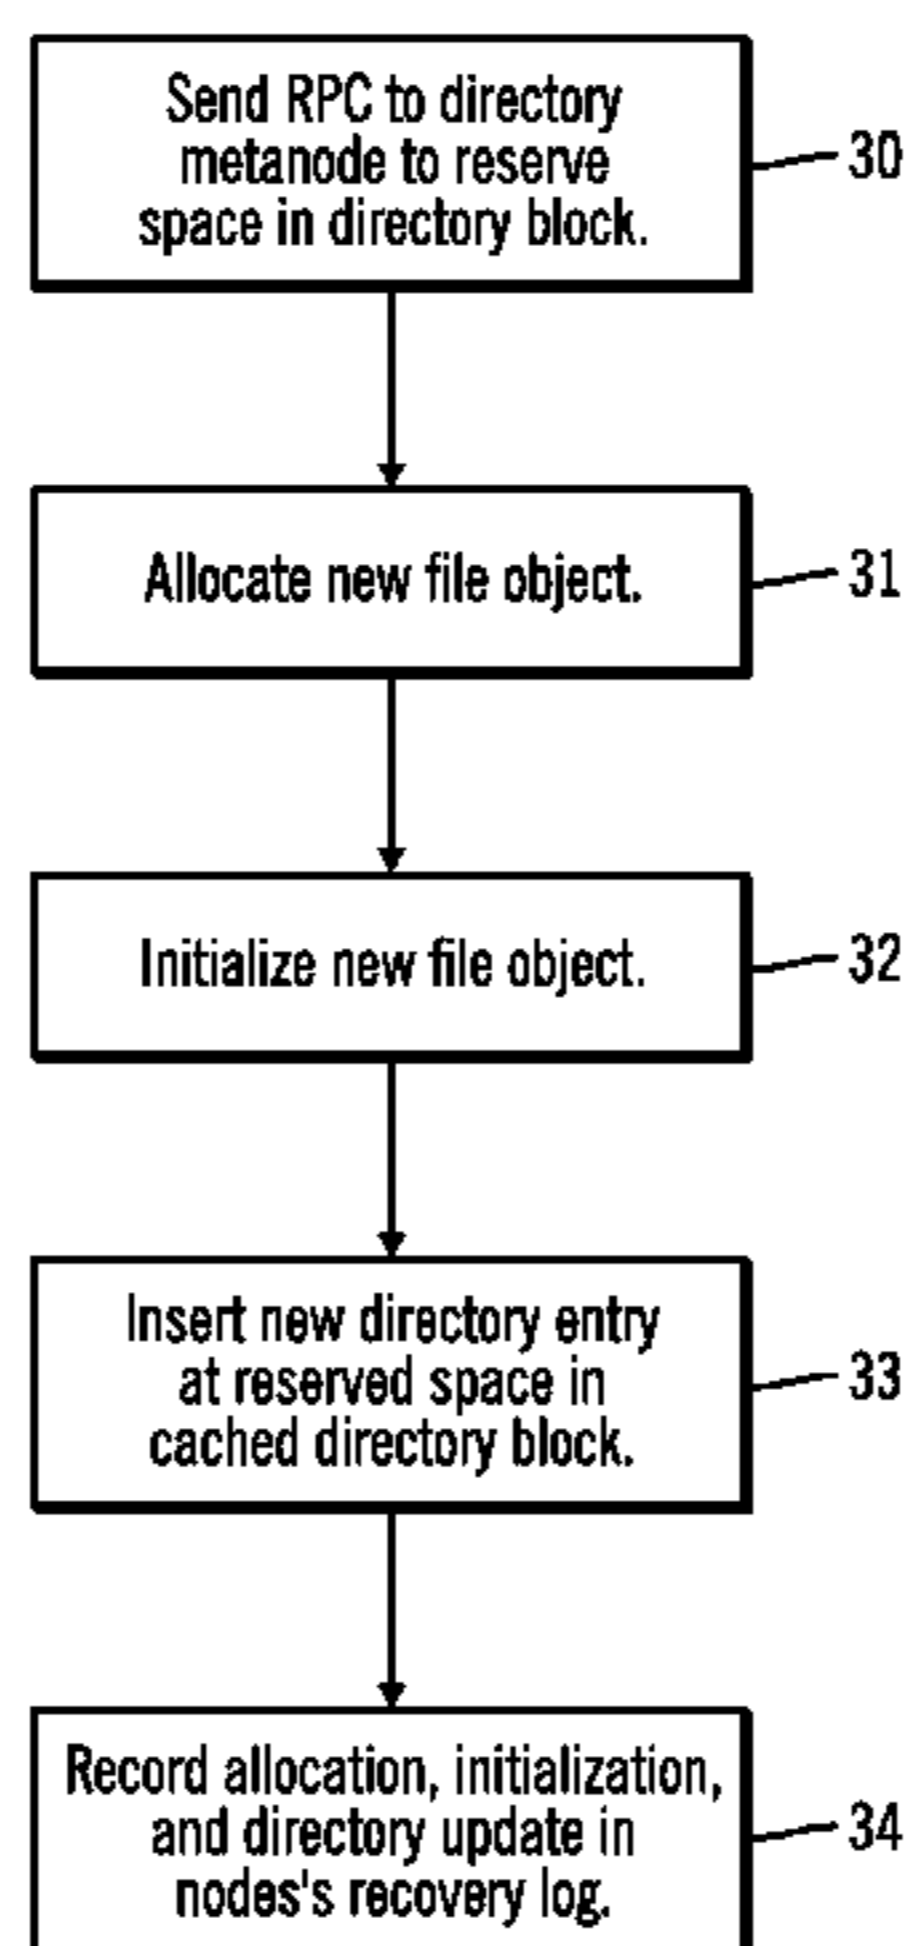 Send RPC to directory
metanode to reserve
space in directory block.
30
Allocate new file object.
31
Initialize new file object.
32
Insert new directory entry
at reserved space in
cached directory block.
33
Record allocation, initialization,
and directory update in
nodes's recovery log.
34